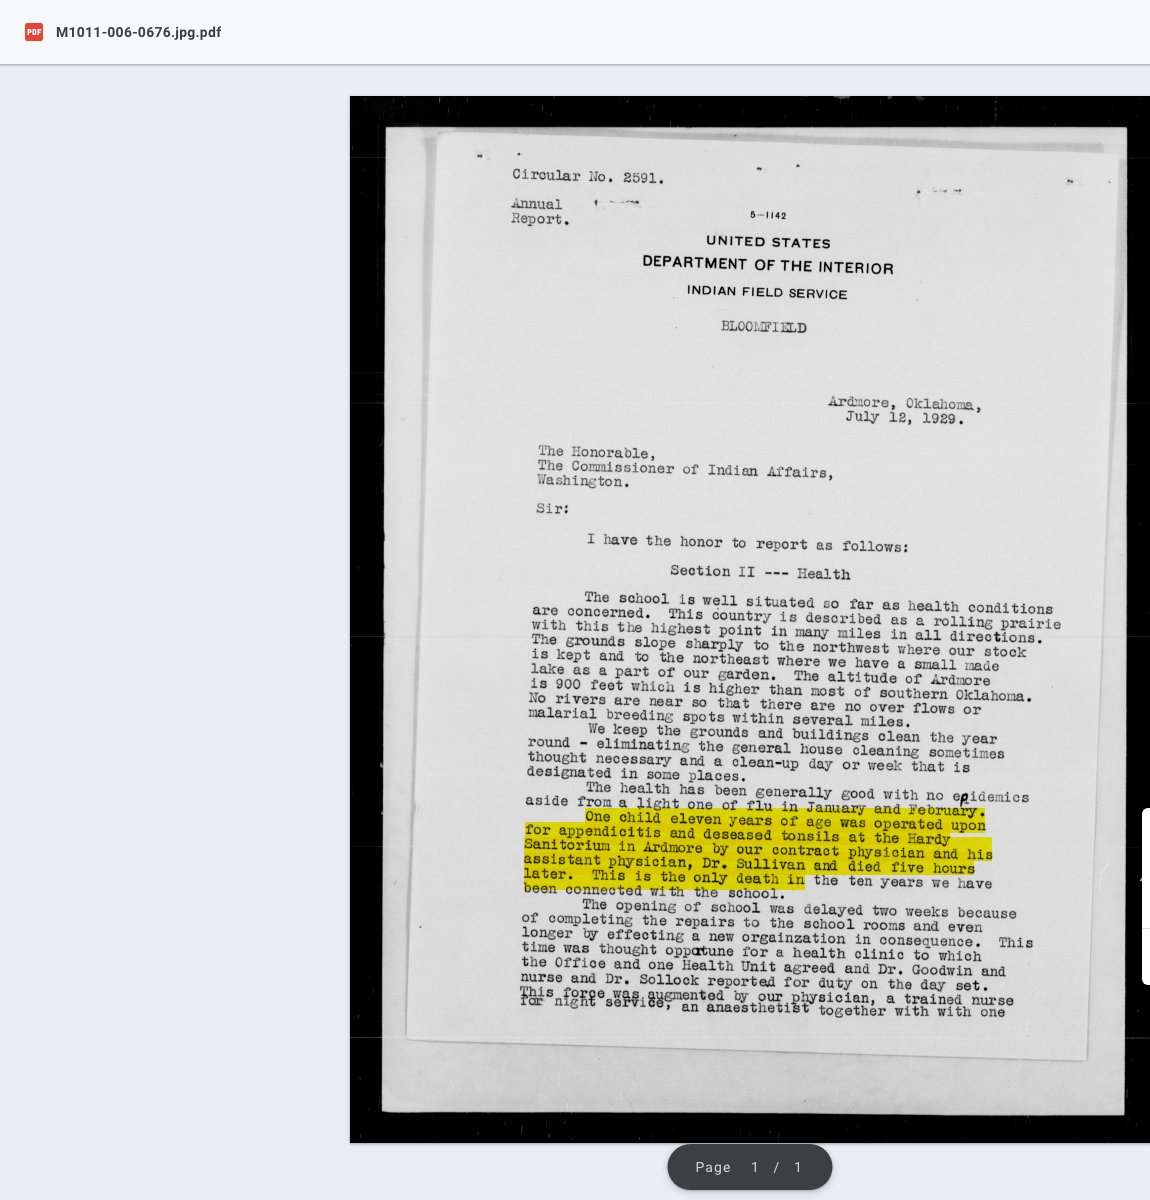 PDF M1011-006-0676.jpg.pdf
Circular No. 2591.
Annual
Report.
5-1142
UNITED STATES
DEPARTMENT OF THE INTERIOR
INDIAN FIELD SERVICE
BLOOMFIELD
Ardmore, Oklahoma,
July 12, 1929.
The Honorable,
The Commissioner of Indian Affairs,
Washington.
Sir:
I have the honor to report as follows:
Section II --- Health
The school is well situated so far as health conditions
are concerned. This country is described as a rolling prairie
with this the highest point in many miles in all directions.
The grounds slope sharply to the northwest where our stock
is kept and to the northeast where we have a small made
lake as a part of our garden. The altitude of Ardmore
is 900 feet which is higher than most of southern Oklahoma.
No rivers are near so that there are no over flows or
malarial breeding spots within several miles.
We keep the grounds and buildings clean the year
round - eliminating the general house cleaning sometimes
thought necessary and a clean-up day or week that is
designated in some places.
The health has been generally good with no epidemics
aside from a light one of flu in January and February.
One child eleven years of age was operated upon
for appendicitis and deseased tonsils at the Hardy
Sanitorium in Ardmore by our contract physician and his
assistant physician, Dr. Sullivan and died five hours
later. This is the only death in the ten years we have
been connected with the school.
The opening of school was delayed two weeks because
of completing the repairs to the school rooms and even
longer by effecting a new orgainzation in consequence. This
time was thought oppotune for a health clinic to which
the Office and one Health Unit agreed and Dr. Goodwin and
nurse and Dr. Sollock reported for duty on the day set.
This force was augmented by our physician, a trained nurse
for night service, an anaesthetist together with with one
Page 1 / 1